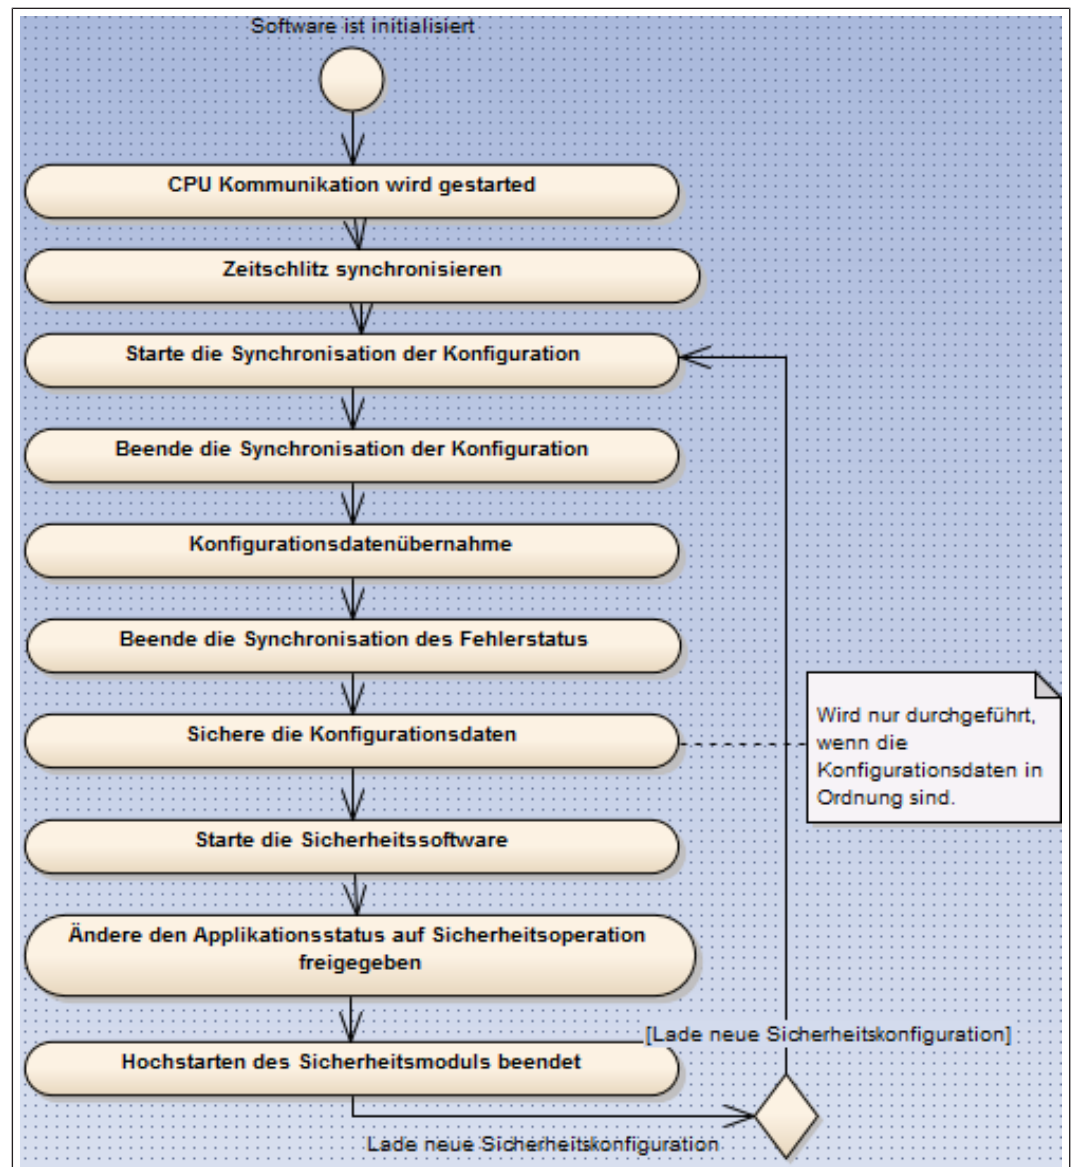 Software ist initialisiert
CPU Kommunikation wird gestarted
Zeitschlitz synchronisieren
Starte die Synchronisation der Konfiguration
Beende die Synchronisation der Konfiguration
Konfigurationsdatenübernahme
Beende die Synchronisation des Fehlerstatus
Sichere die Konfigurationsdaten
Wird nur durchgeführt,
wenn die
Konfigurationsdaten in
Ordnung sind.
Starte die Sicherheitssoftware
Ändere den Applikationsstatus auf Sicherheitsoperation
freigegeben
[Lade neue Sicherheitskonfiguration]
Hochstarten des Sicherheitsmoduls beendet
Lade neue Sicherheitskonfiguration